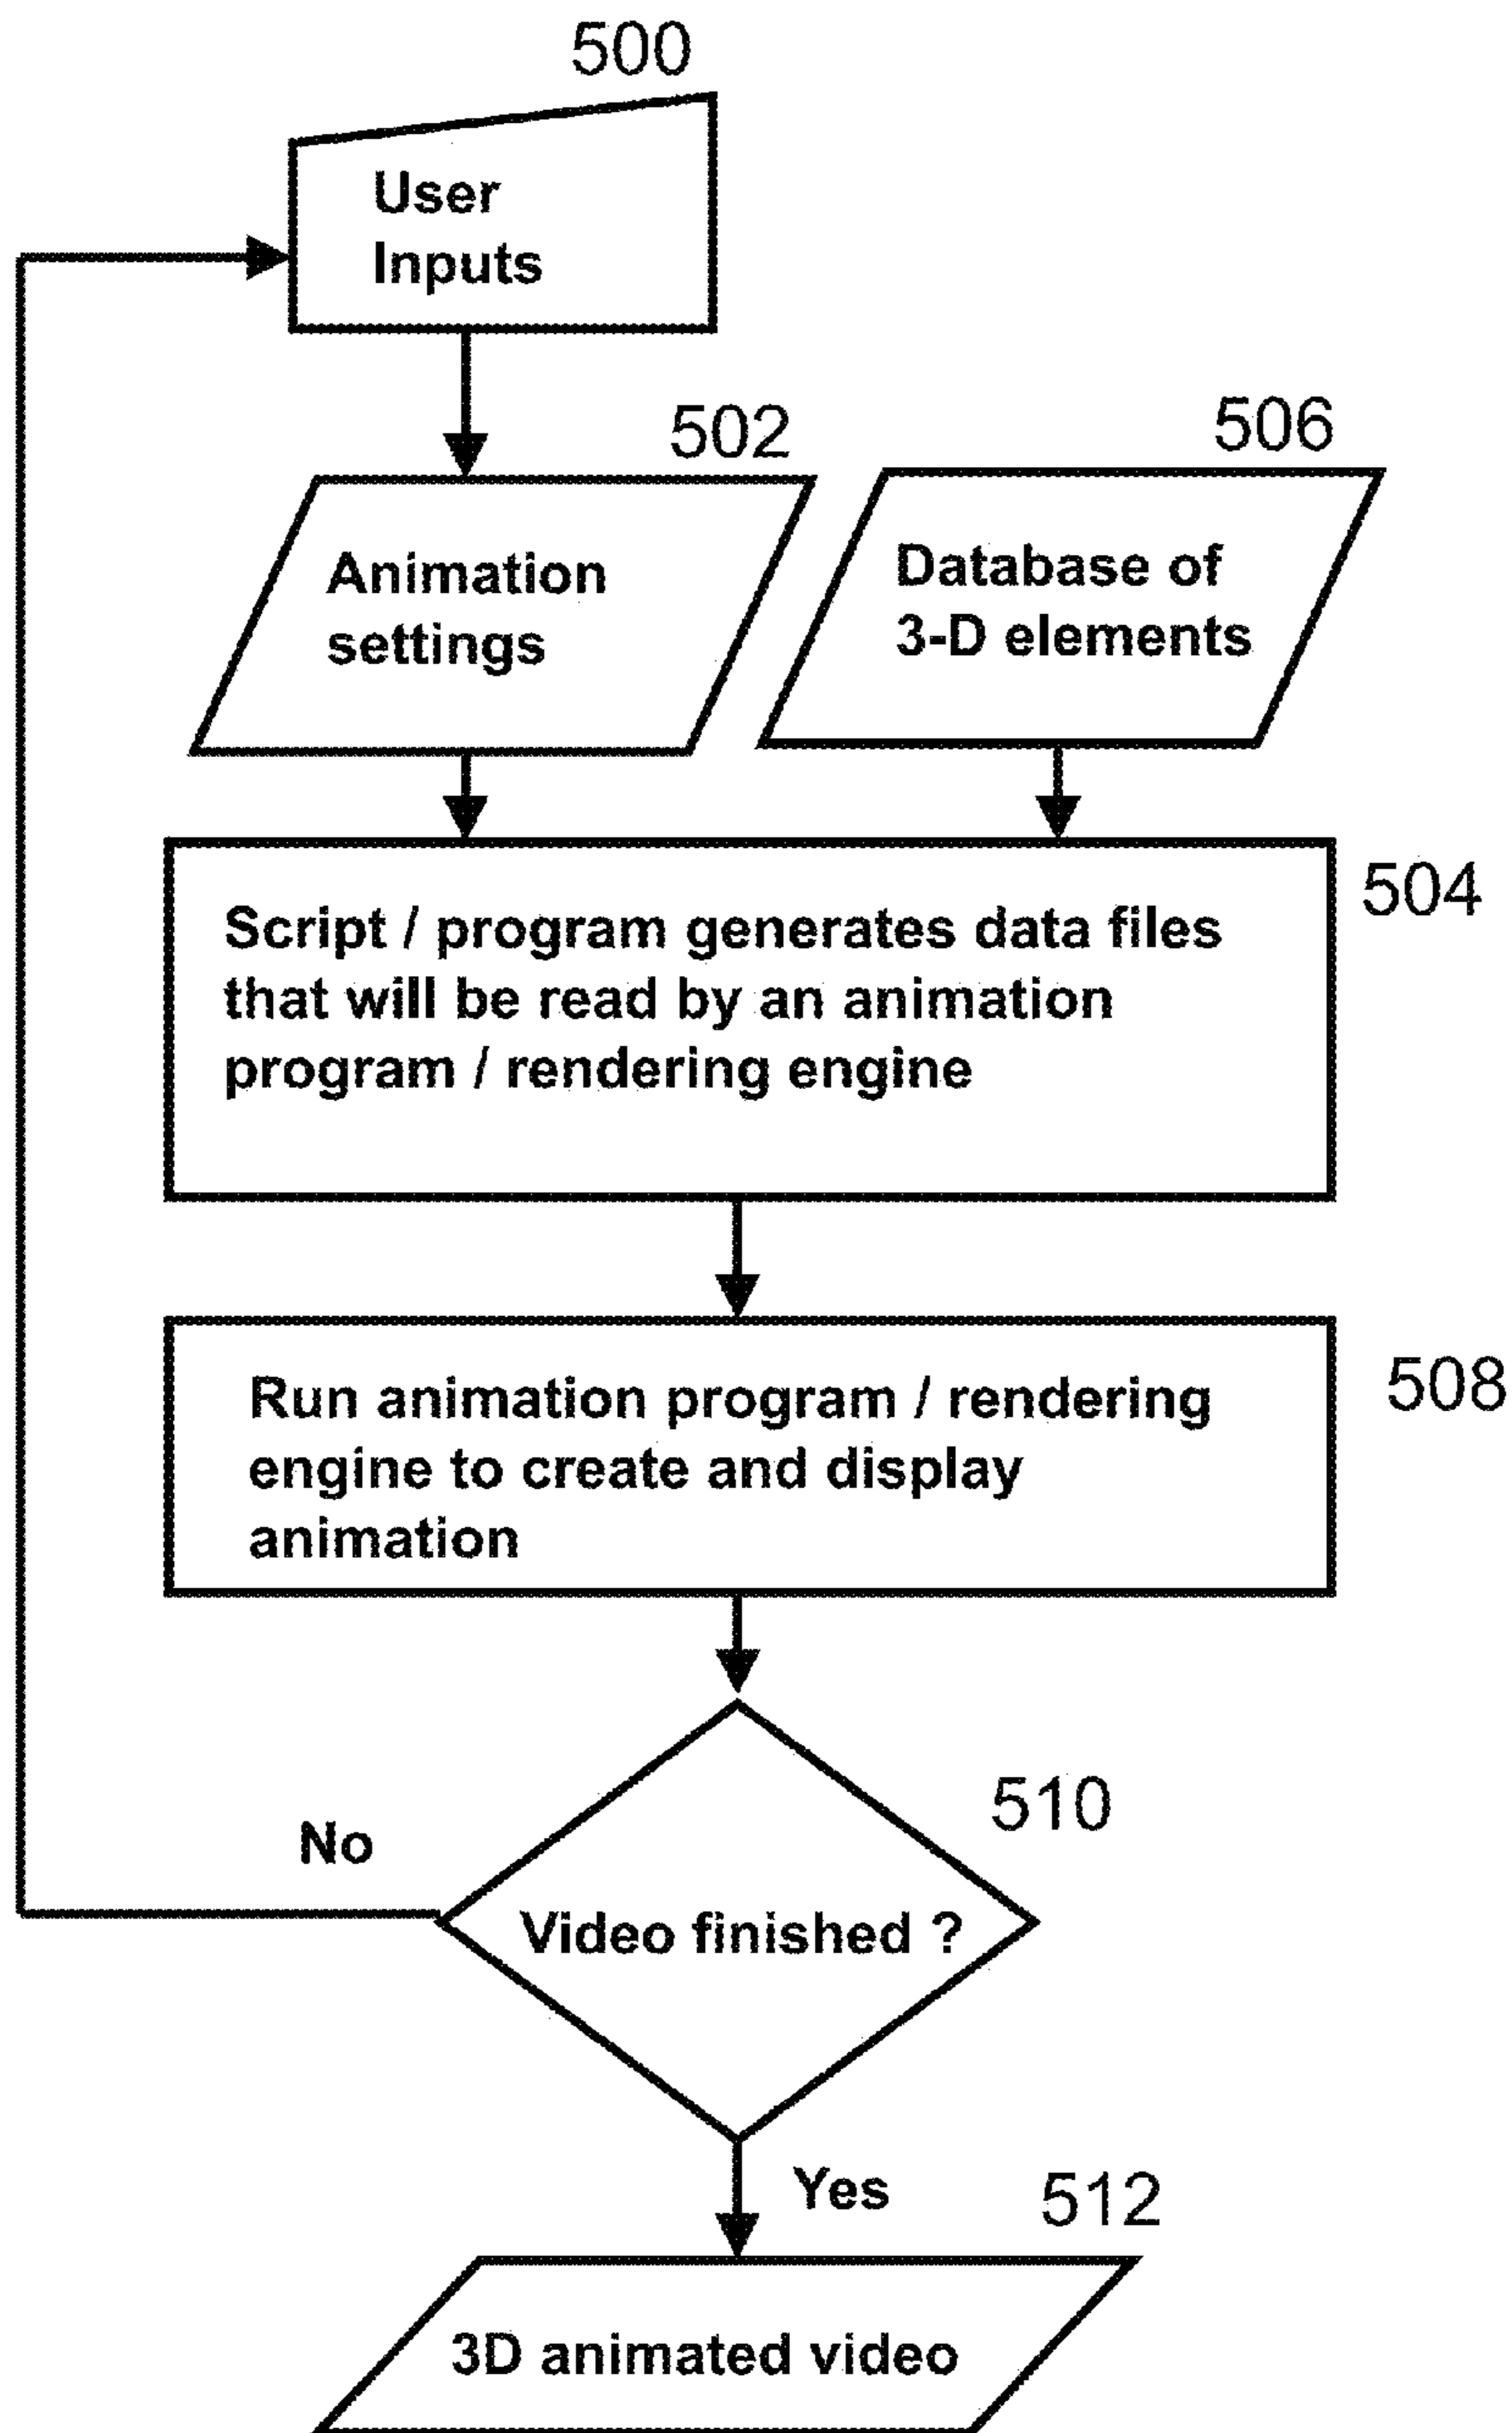 500
User
Inputs
502
506
Animation
settings
Database of
3-D elements
504
Script / program generates data files
that will be read by an animation
program / rendering engine
508
Run animation program / rendering
engine to create and display
animation
510
No
Video finished ?
Yes
512
3D animated video